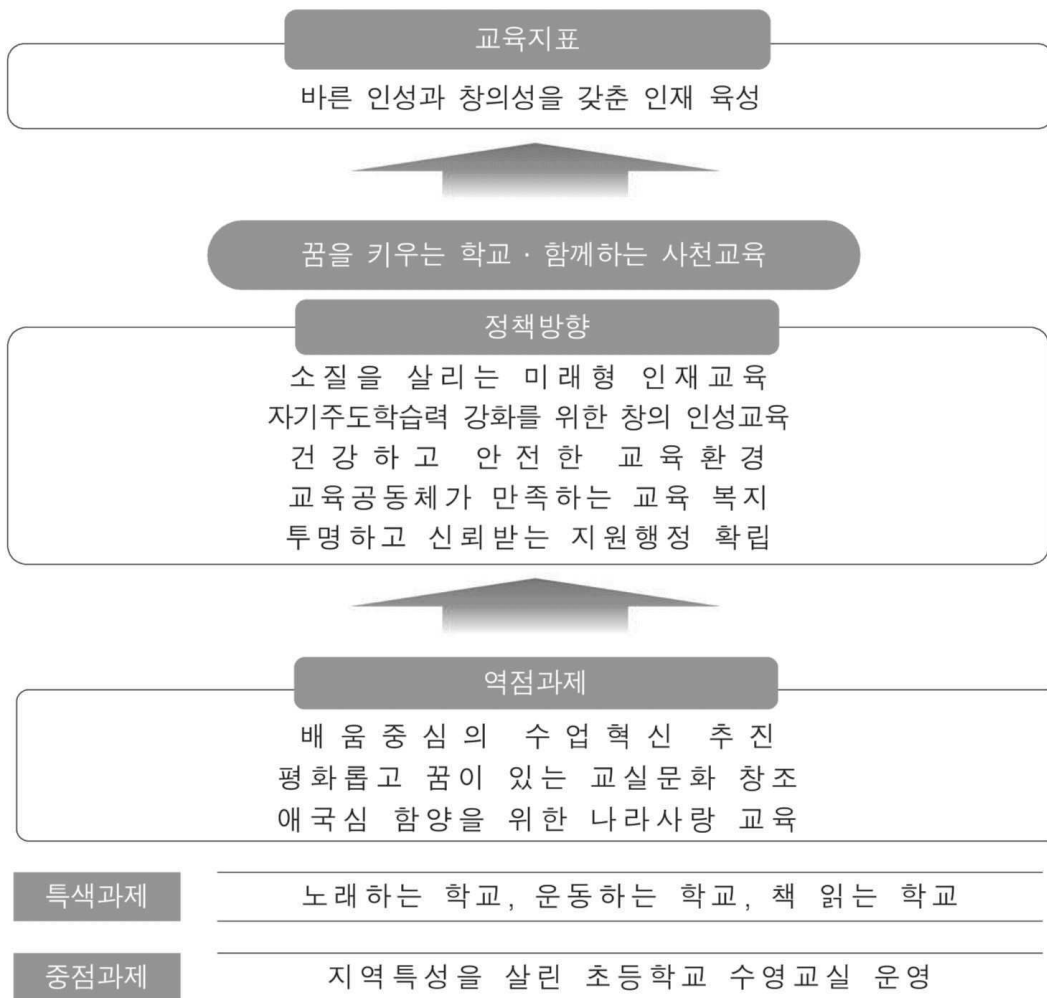 교육지표
바른 인성과 창의성을 갖춘 인재 육성
꿈을 키우는 학교 · 함께하는 사천교육
정책방향
소질을 살리는 미래형 인재교육
자기주도학습력 강화를 위한 창의 인성교육
건강하고 안전한 교육환경
교육공동체가 만족하는 교육 복지
투명하고 신뢰받는 지원행정 확립
역점과제
배움중심의 수업혁신 추진
평화롭고 꿈이 있는 교실문화 창조
애국심 함양을 위한 나라사랑 교육
특색과제 노래하는 학교, 운동하는 학교, 책 읽는 학교
중점과제 지역특성을 살린 초등학교 수영교실 운영